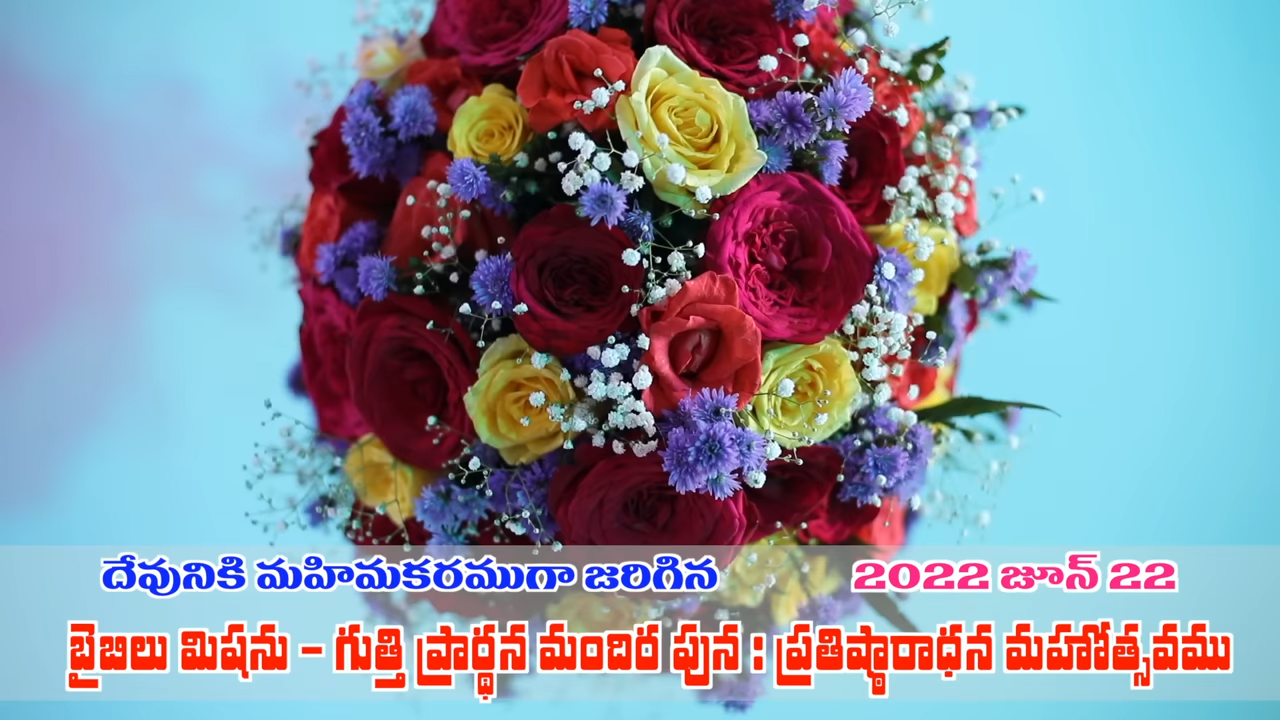 దేవునికి మహిమకరముగా జరిగిన 2022 జూన్ 22
బైబిలు మిషను - గుత్తి ప్రార్థన మందిర పున : ప్రతిష్ఠారాధన మహోత్సవము